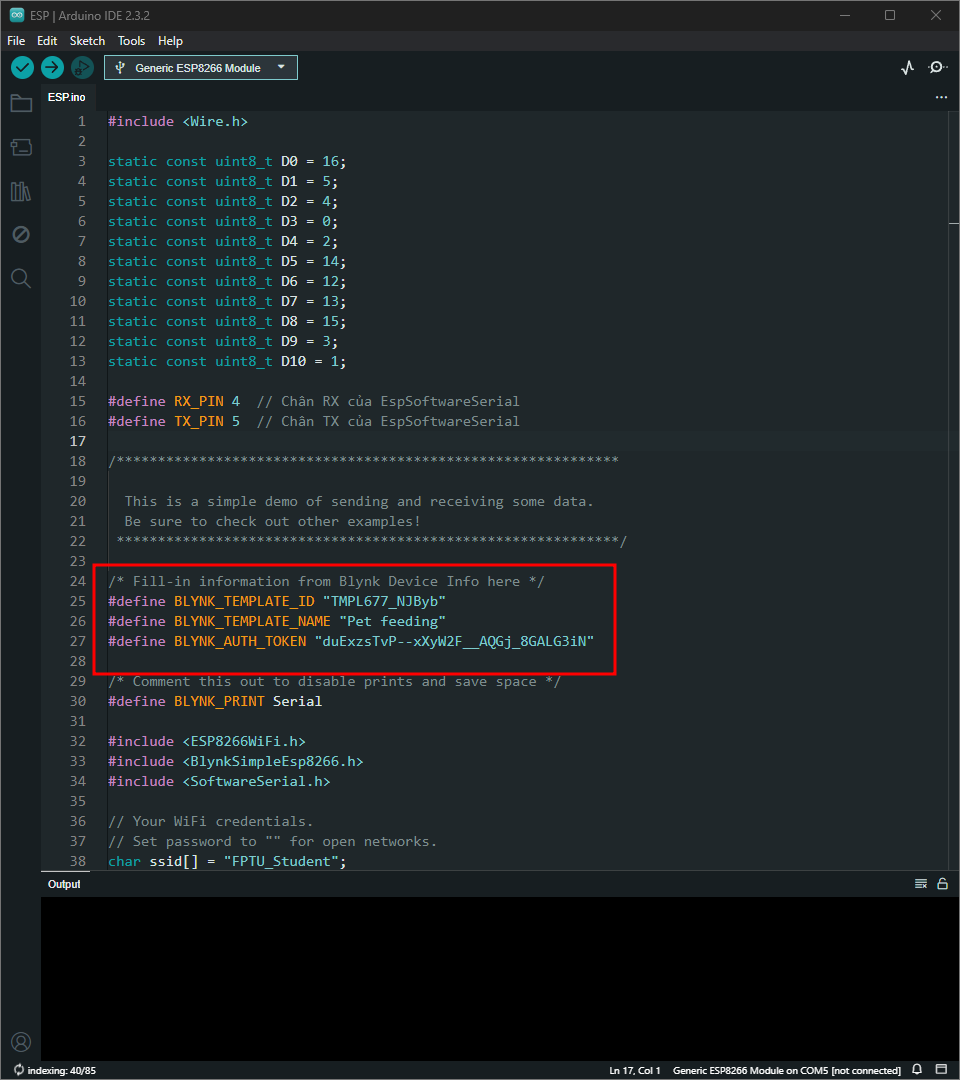 ESP | Arduino IDE 2.3.2
File Edit Sketch Tools Help
Generic ESP8266 Module
ESP.ino
1 #include <Wire.h>
2
3 static const uint8_t D0 = 16;
4 static const uint8_t D1 = 5;
5 static const uint8_t D2 = 4;
6 static const uint8_t D3 = 0;
7 static const uint8_t D4 = 2;
8 static const uint8_t D5 = 14;
9 static const uint8_t D6 = 12;
10 static const uint8_t D7 = 13;
11 static const uint8_t D8 = 15;
12 static const uint8_t D9 = 3;
13 static const uint8_t D10 = 1;
14
15 #define RX_PIN 4  // Chân RX của EspSoftwareSerial
16 #define TX_PIN 5  // Chân TX của EspSoftwareSerial
17
18 /*************************************************************
19
20 This is a simple demo of sending and receiving some data.
21 Be sure to check out other examples!
22 *************************************************************/
23
24 /* Fill-in information from Blynk Device Info here */
25 #define BLYNK_TEMPLATE_ID "TMPL677_NJByb"
26 #define BLYNK_TEMPLATE_NAME "Pet feeding"
27 #define BLYNK_AUTH_TOKEN "duExzsTvP--xXyW2F__AQGj_8GALG3iN"
28
29 /* Comment this out to disable prints and save space */
30 #define BLYNK_PRINT Serial
31
32 #include <ESP8266WiFi.h>
33 #include <BlynkSimpleEsp8266.h>
34 #include <SoftwareSerial.h>
35
36 // Your WiFi credentials.
37 // Set password to "" for open networks.
38 char ssid[] = "FPTU_Student";
Output
indexing: 40/85 Ln 17, Col 1 Generic ESP8266 Module on COM5 [not connected]